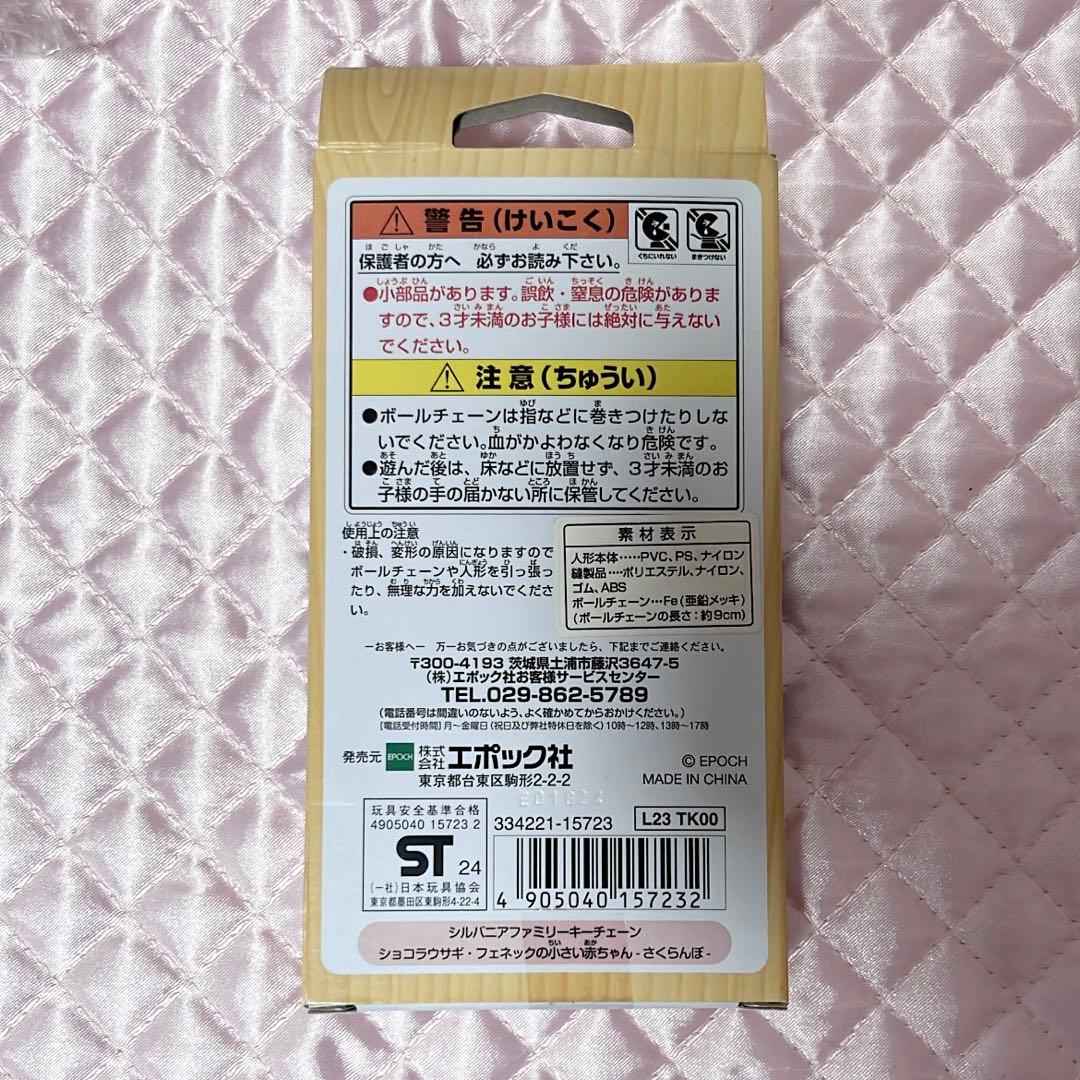 警告(けいこく)
くちにいれない
まきつけない
保護者の方へ 必ずお読み下さい。
●小部品があります。誤飲・窒息の危険がありま
すので、3才未満のお子様には絶対に与えない
でください。
注意(ちゅうい)
●ボールチェーンは指などに巻きつけたりしな
いでください。血がかよわなくなり危険です。
●遊んだ後は、床などに放置せず、3才未満のお
子様の手の届かない所に保管してください。
使用上の注意
・破損、変形の原因になりますので
ボールチェーンや人形を引っ張っ
たり、無理な力を加えないでくださ
い。
素材表示
人形本体‥‥‥PVC、PS、ナイロン
縫製品‥‥ポリエステル、ナイロン、
ゴム、ABS
ボールチェーン…Fe(亜鉛メッキ)
(ボールチェーンの長さ:約9cm)
―お客様へ― 万一お気づきの点がございましたら、下記までご連絡ください。
〒300-4193 茨城県土浦市藤沢3647-5
(株)エポック社お客様サービスセンター
TEL.029-862-5789
(電話番号は間違いのないよう、よく確かめてからおかけください。)
[電話受付時間]月〜金曜日(祝日及び弊社特休日を除く)10時〜12時、13時〜17時
発売元 EPOCH 株式会社エポック社
東京都台東区駒形2-2-2
© EPOCH
MADE IN CHINA
玩具安全基準合格
4905040 15723 2
ST 24
(一社)日本玩具協会
東京都墨田区東駒形4-22-4
334221-15723
L23 TK00
4 905040 157232
シルバニアファミリーキーチェーン
ショコラウサギ・フェネックの小さい赤ちゃん - さくらんぼ -